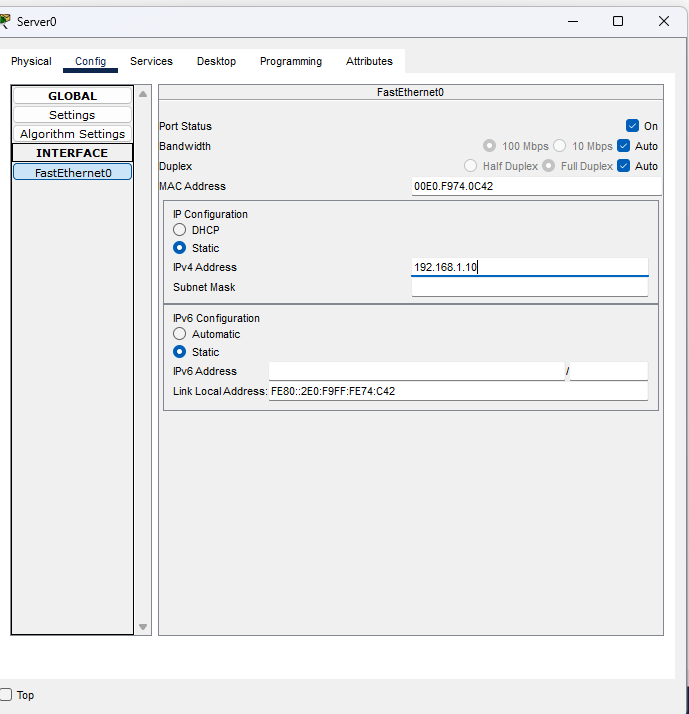 Server0
Physical Config Services Desktop Programming Attributes
GLOBAL
Settings
Algorithm Settings
INTERFACE
FastEthernet0
FastEthernet0
Port Status On
Bandwidth 100 Mbps 10 Mbps Auto
Duplex Half Duplex Full Duplex Auto
MAC Address 00E0.F974.0C42
IP Configuration
DHCP
Static
IPv4 Address 192.168.1.10
Subnet Mask
IPv6 Configuration
Automatic
Static
IPv6 Address /
Link Local Address: FE80::2E0:F9FF:FE74:C42
Top